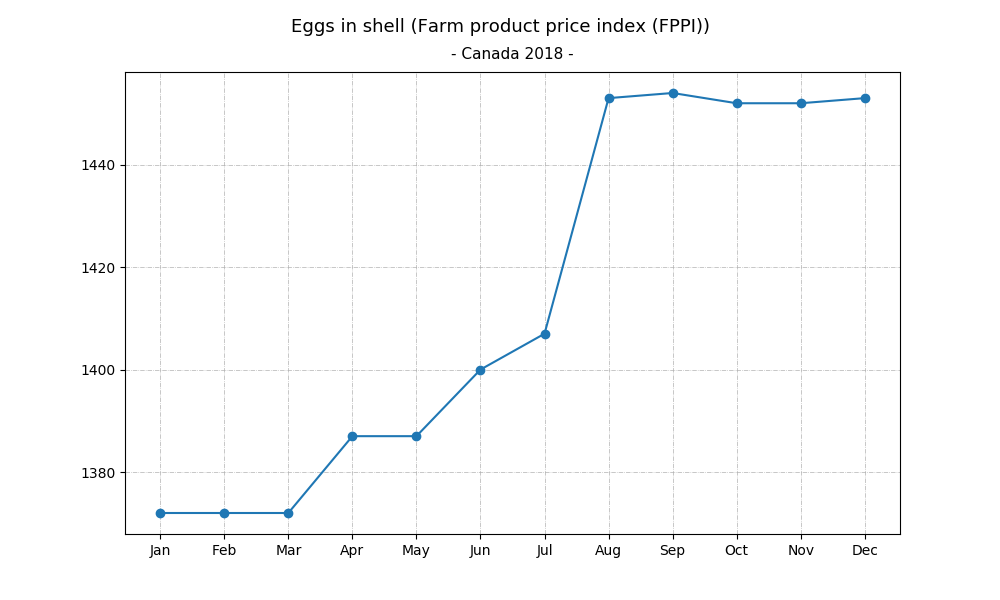 Eggs in shell (Farm product price index (FPPI))
- Canada 2018 -
1440
1420
1400
1380
Jan Feb Mar Apr May Jun Jul Aug Sep Oct Nov Dec